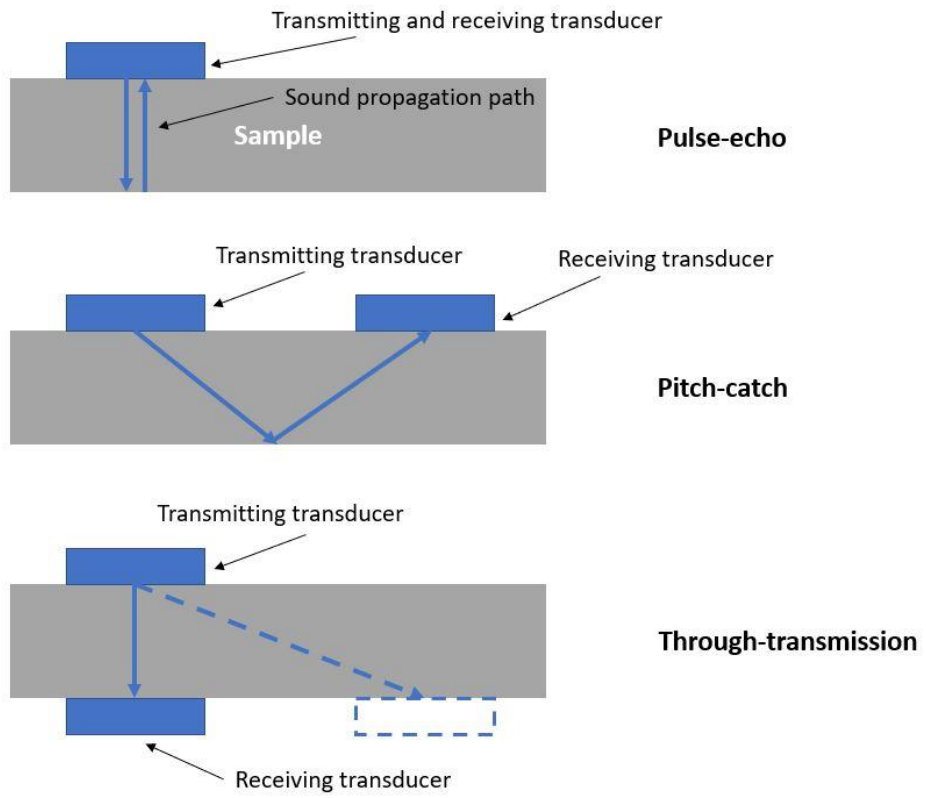 Transmitting and receiving transducer
Sound propagation path
Sample
Pulse-echo
Transmitting transducer
Receiving transducer
Pitch-catch
Transmitting transducer
Through-transmission
Receiving transducer